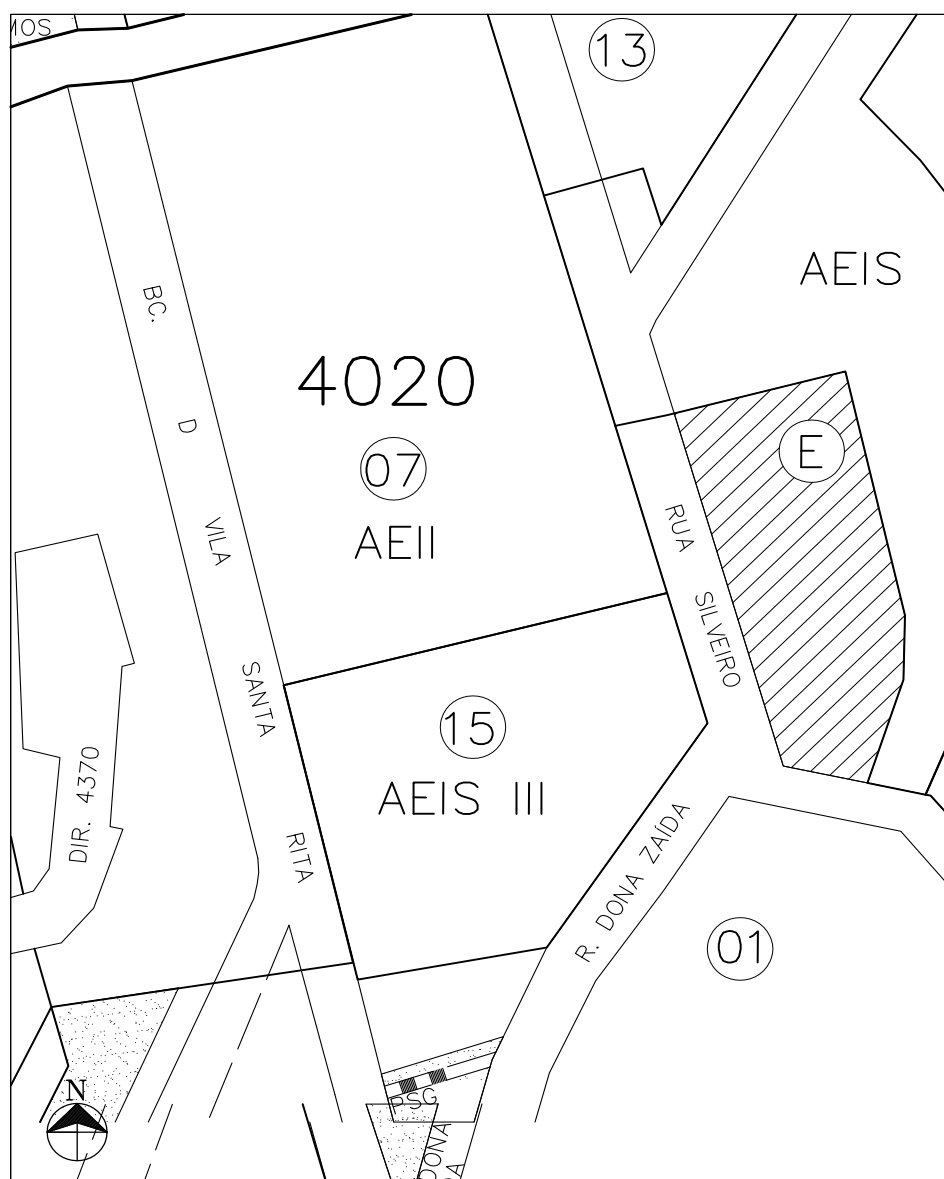 MOS
13
AEIS
BC. D VILA SANTA RITA
4020
07
AEII
E
RUA SILVEIRO
15
AEIS III
DIR. 4370
R. DONA ZAÍDA
01
N
PSG
DONA